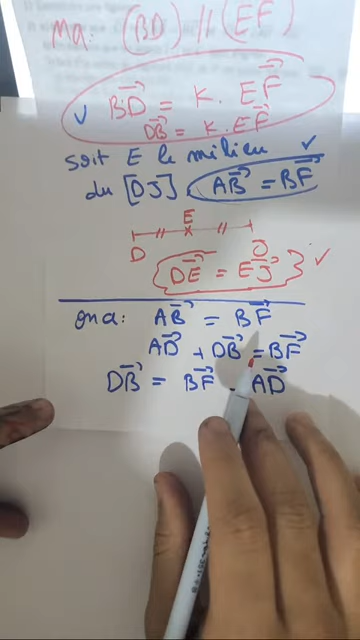 Ma: (BD) // (EF)
BD→ = K. EF→
DB→ = K. EF→
soit E le milieu
du [DJ]. AB→ = BF→
E
D J
DE→ = EJ→
on a: AB→ = BF→
AD→ + DB→ = BF→
DB→ = BF→ - AD→